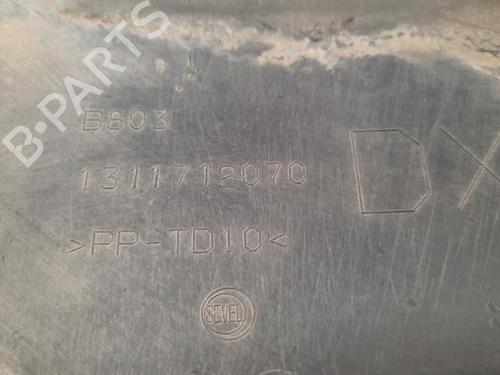 B-PARTS
B803
1311712070
DX
>PP-TD10<
SEVEL